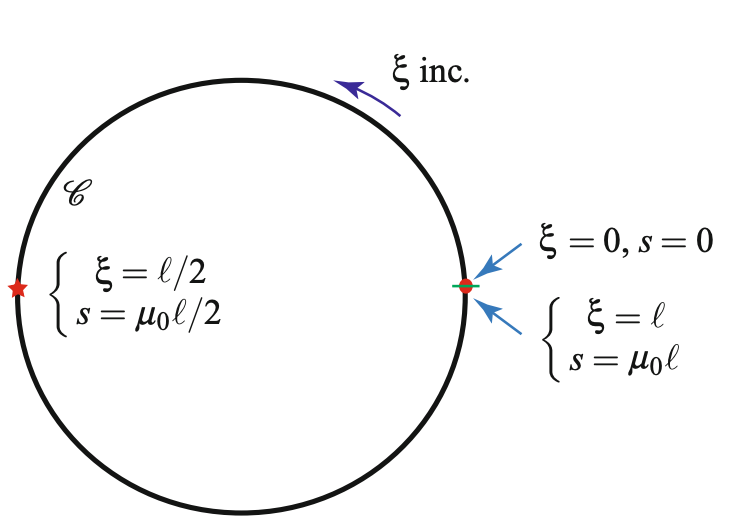 ξ inc.
𝒞
{ ξ = ℓ/2
s = μ₀ℓ/2
ξ = 0, s = 0
{ ξ = ℓ
s = μ₀ℓ